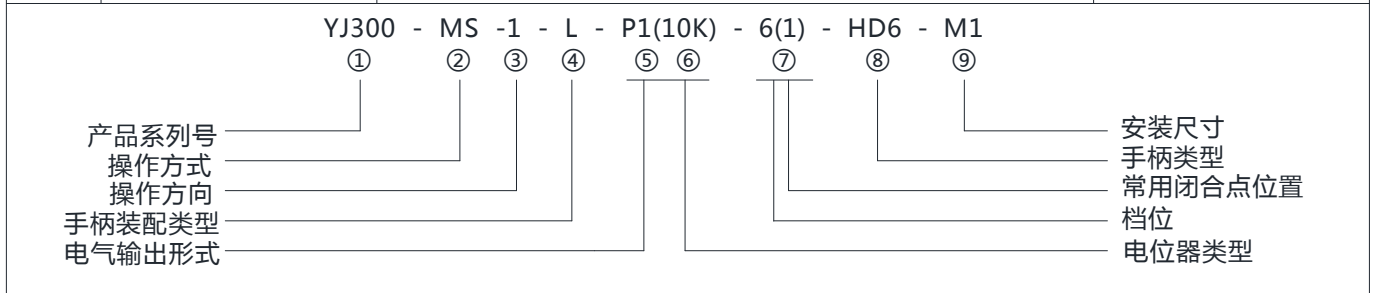 YJ300 - MS -1 - L - P1(10K) - 6(1) - HD6 - M1
① ② ③ ④ ⑤ ⑥ ⑦ ⑧ ⑨
产品系列号
操作方式
操作方向
手柄装配类型
电气输出形式
安装尺寸
手柄类型
常用闭合点位置
档位
电位器类型